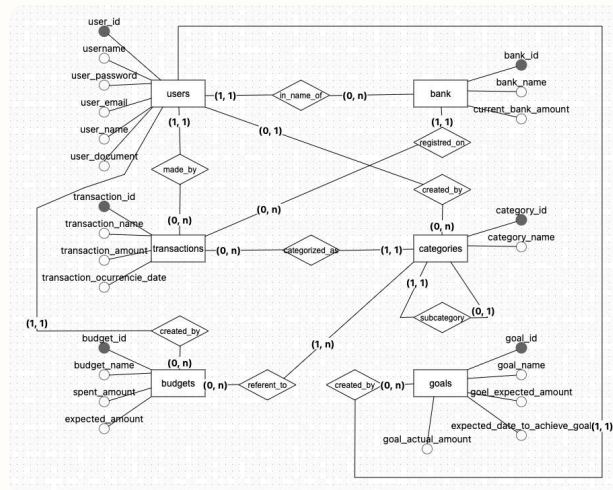 user_id
username
user_password
user_email
user_name
user_document
users
(1, 1)
in_name_of
(0, n)
bank
bank_id
bank_name
current_bank_amount
(1, 1)
(1, 1)
(0, 1)
registred_on
made_by
created_by
(0, n)
(0, n)
(0, n)
transaction_id
transaction_name
transaction_amount
transaction_ocurrencie_date
transactions
(0, n)
categorized_as
(1, 1)
categories
category_id
category_name
(1, 1)
(0, 1)
subcategory
(1, 1)
created_by
(1, n)
(0, n)
budget_id
budget_name
spent_amount
expected_amount
budgets
(0, n)
referent_to
created_by
(0, n)
goals
goal_id
goal_name
goel_expected_amount
expected_date_to_achieve_goal
(1, 1)
goal_actual_amount